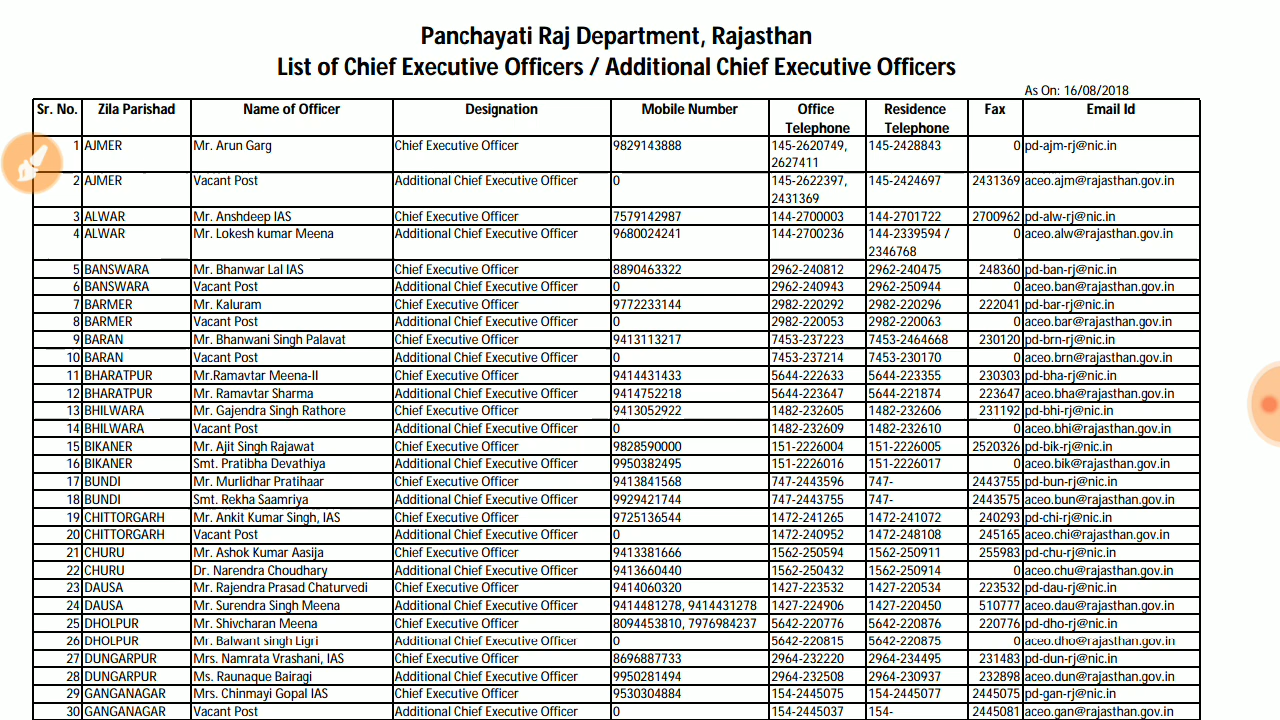 Panchayati Raj Department, Rajasthan
List of Chief Executive Officers / Additional Chief Executive Officers
As On: 16/08/2018
Sr. No. Zila Parishad Name of Officer Designation Mobile Number Office Telephone Residence Telephone Fax Email Id
1 AJMER Mr. Arun Garg Chief Executive Officer 9829143888 145-2620749, 2627411 145-2428843 0 pd-ajm-rj@nic.in
2 AJMER Vacant Post Additional Chief Executive Officer 0 145-2622397, 2431369 145-2424697 2431369 aceo.ajm@rajasthan.gov.in
3 ALWAR Mr. Anshdeep IAS Chief Executive Officer 7579142987 144-2700003 144-2701722 2700962 pd-alw-rj@nic.in
4 ALWAR Mr. Lokesh kumar Meena Additional Chief Executive Officer 9680024241 144-2700236 144-2339594 / 2346768 0 aceo.alw@rajasthan.gov.in
5 BANSWARA Mr. Bhanwar Lal IAS Chief Executive Officer 8890463322 2962-240812 2962-240475 248360 pd-ban-rj@nic.in
6 BANSWARA Vacant Post Additional Chief Executive Officer 0 2962-240943 2962-250944 0 aceo.ban@rajasthan.gov.in
7 BARMER Mr. Kaluram Chief Executive Officer 9772233144 2982-220292 2982-220296 222041 pd-bar-rj@nic.in
8 BARMER Vacant Post Additional Chief Executive Officer 0 2982-220053 2982-220063 0 aceo.bar@rajasthan.gov.in
9 BARAN Mr. Bhanwani Singh Palavat Chief Executive Officer 9413113217 7453-237223 7453-2464668 230120 pd-brn-rj@nic.in
10 BARAN Vacant Post Additional Chief Executive Officer 0 7453-237214 7453-230170 0 aceo.brn@rajasthan.gov.in
11 BHARATPUR Mr.Ramavtar Meena-II Chief Executive Officer 9414431433 5644-222633 5644-223355 230303 pd-bha-rj@nic.in
12 BHARATPUR Mr. Ramavtar Sharma Additional Chief Executive Officer 9414752218 5644-223647 5644-221874 223647 aceo.bha@rajasthan.gov.in
13 BHILWARA Mr. Gajendra Singh Rathore Chief Executive Officer 9413052922 1482-232605 1482-232606 231192 pd-bhi-rj@nic.in
14 BHILWARA Vacant Post Additional Chief Executive Officer 0 1482-232609 1482-232610 0 aceo.bhi@rajasthan.gov.in
15 BIKANER Mr. Ajit Singh Rajawat Chief Executive Officer 9828590000 151-2226004 151-2226005 2520326 pd-bik-rj@nic.in
16 BIKANER Smt. Pratibha Devathiya Additional Chief Executive Officer 9950382495 151-2226016 151-2226017 0 aceo.bik@rajasthan.gov.in
17 BUNDI Mr. Murlidhar Pratihaar Chief Executive Officer 9413841568 747-2443596 747- 2443755 pd-bun-rj@nic.in
18 BUNDI Smt. Rekha Saamriya Additional Chief Executive Officer 9929421744 747-2443755 747- 2443575 aceo.bun@rajasthan.gov.in
19 CHITTORGARH Mr. Ankit Kumar Singh, IAS Chief Executive Officer 9725136544 1472-241265 1472-241072 240293 pd-chi-rj@nic.in
20 CHITTORGARH Vacant Post Additional Chief Executive Officer 0 1472-240952 1472-248108 245165 aceo.chi@rajasthan.gov.in
21 CHURU Mr. Ashok Kumar Aasija Chief Executive Officer 9413381666 1562-250594 1562-250911 255983 pd-chu-rj@nic.in
22 CHURU Dr. Narendra Choudhary Additional Chief Executive Officer 9413660440 1562-250432 1562-250914 0 aceo.chu@rajasthan.gov.in
23 DAUSA Mr. Rajendra Prasad Chaturvedi Chief Executive Officer 9414060320 1427-223532 1427-220534 223532 pd-dau-rj@nic.in
24 DAUSA Mr. Surendra Singh Meena Additional Chief Executive Officer 9414481278, 9414431278 1427-224906 1427-220450 510777 aceo.dau@rajasthan.gov.in
25 DHOLPUR Mr. Shivcharan Meena Chief Executive Officer 8094453810, 7976984237 5642-220776 5642-220876 220776 pd-dho-rj@nic.in
26 DHOLPUR Mr. Balwant singh Ligri Additional Chief Executive Officer 0 5642-220815 5642-220875 0 aceo.dho@rajasthan.gov.in
27 DUNGARPUR Mrs. Namrata Vrashani, IAS Chief Executive Officer 8696887733 2964-232220 2964-234495 231483 pd-dun-rj@nic.in
28 DUNGARPUR Ms. Raunaque Bairagi Additional Chief Executive Officer 9950281494 2964-232508 2964-230937 232898 aceo.dun@rajasthan.gov.in
29 GANGANAGAR Mrs. Chinmayi Gopal IAS Chief Executive Officer 9530304884 154-2445075 154-2445077 2445075 pd-gan-rj@nic.in
30 GANGANAGAR Vacant Post Additional Chief Executive Officer 0 154-2445037 154- 2445081 aceo.gan@rajasthan.gov.in